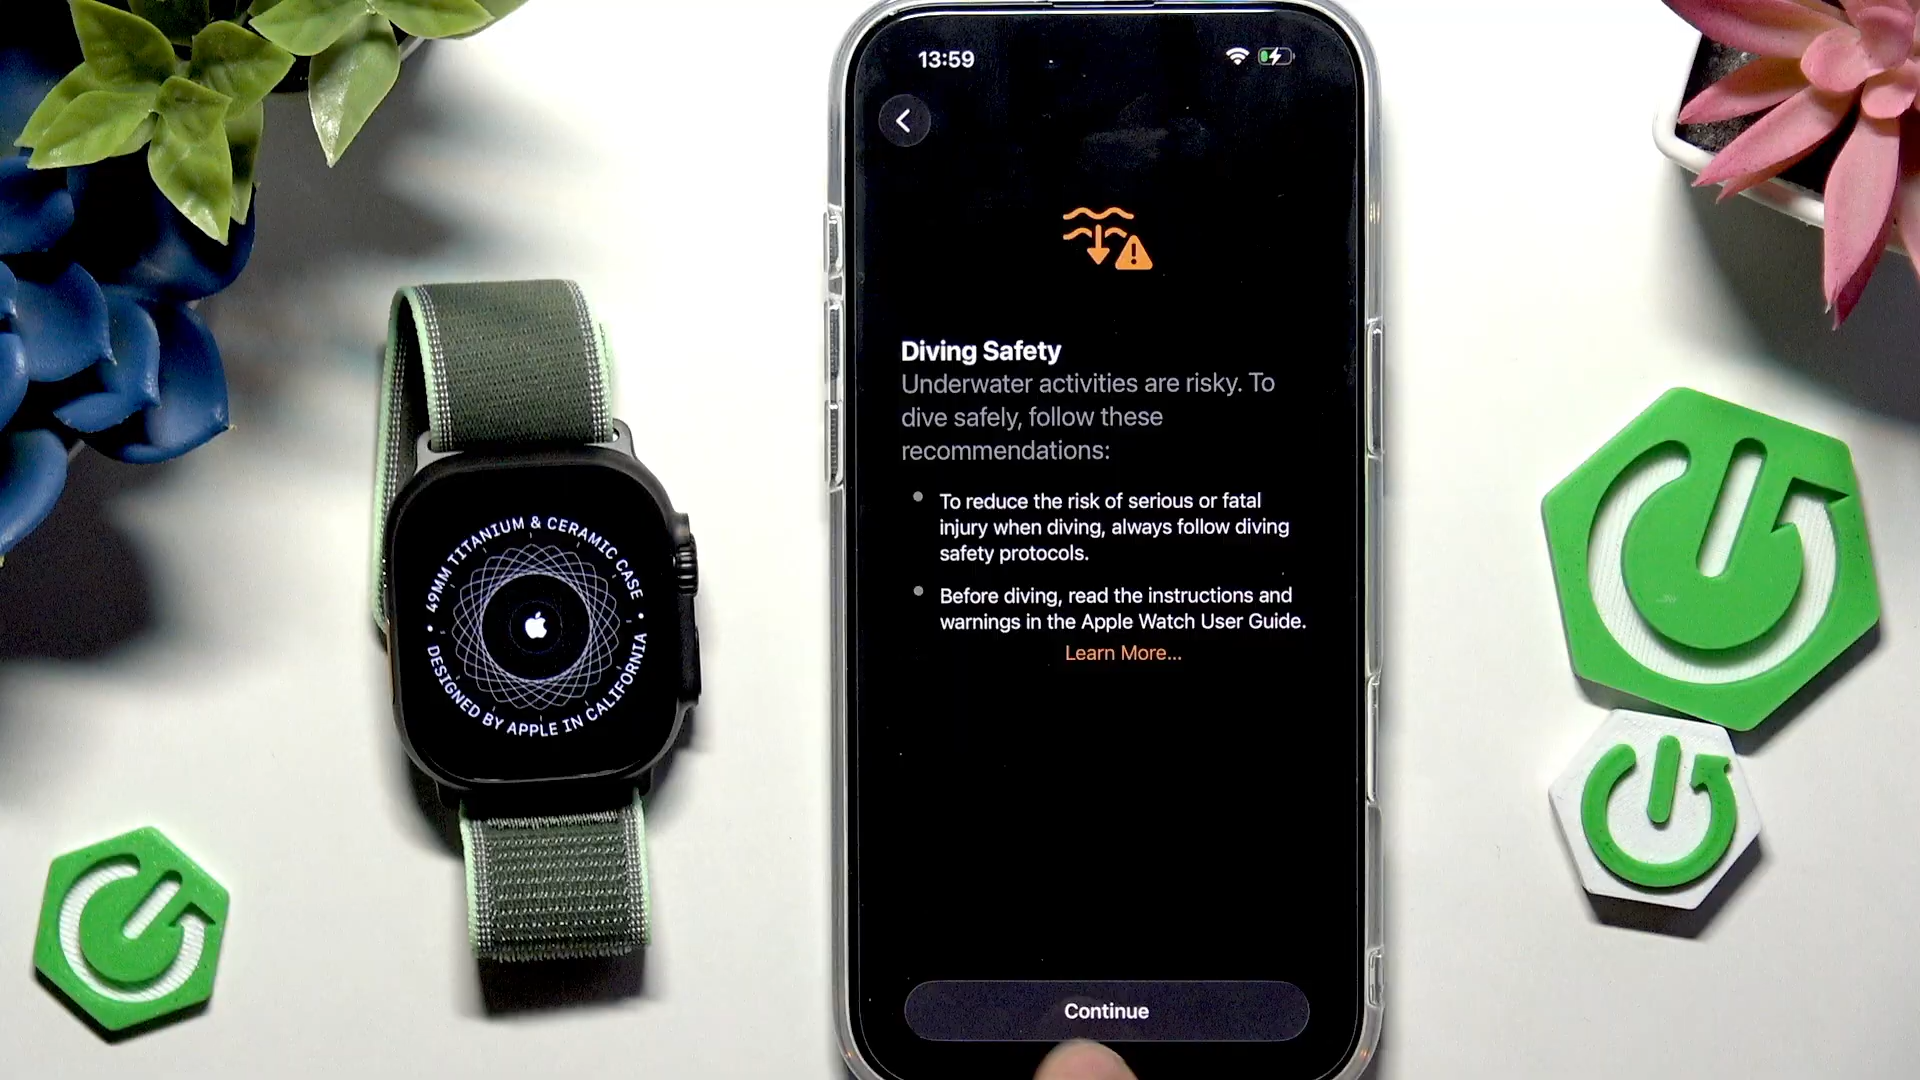 13:59
Diving Safety
Underwater activities are risky. To
dive safely, follow these
recommendations:
To reduce the risk of serious or fatal
injury when diving, always follow diving
safety protocols.
Before diving, read the instructions and
warnings in the Apple Watch User Guide.
Learn More...
Continue
49MM TITANIUM & CERAMIC CASE
DESIGNED BY APPLE IN CALIFORNIA